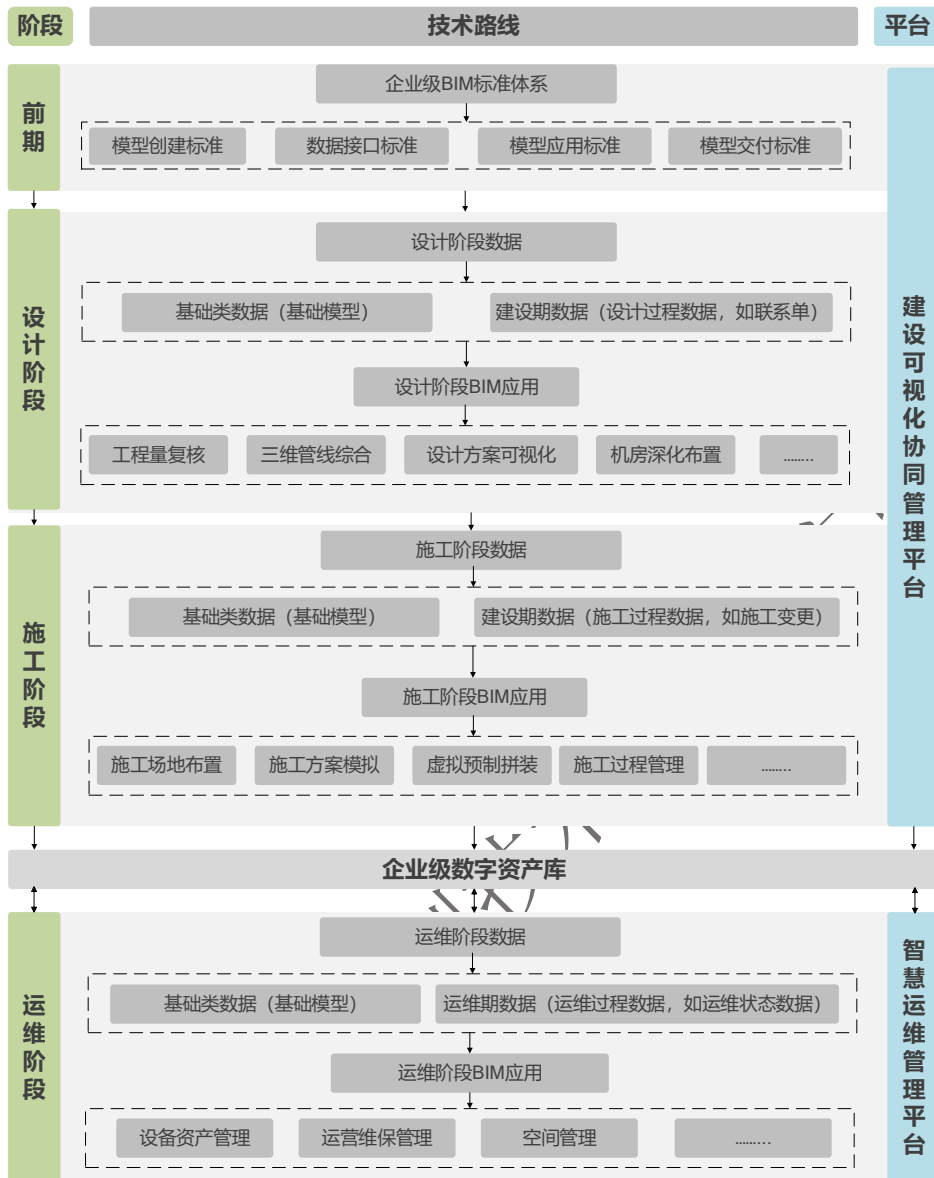 阶段
技术路线
平台
前期
企业级BIM标准体系
模型创建标准
数据接口标准
模型应用标准
模型交付标准
设计阶段
设计阶段数据
基础类数据（基础模型）
建设期数据（设计过程数据，如联系单）
设计阶段BIM应用
工程量复核
三维管线综合
设计方案可视化
机房深化布置
........
建设可视化协同管理平台
施工阶段
施工阶段数据
基础类数据（基础模型）
建设期数据（施工过程数据，如施工变更）
施工阶段BIM应用
施工场地布置
施工方案模拟
虚拟预制拼装
施工过程管理
........
企业级数字资产库
运维阶段
运维阶段数据
基础类数据（基础模型）
运维期数据（运维过程数据，如运维状态数据）
运维阶段BIM应用
设备资产管理
运营维保管理
空间管理
.........
智慧运维管理平台